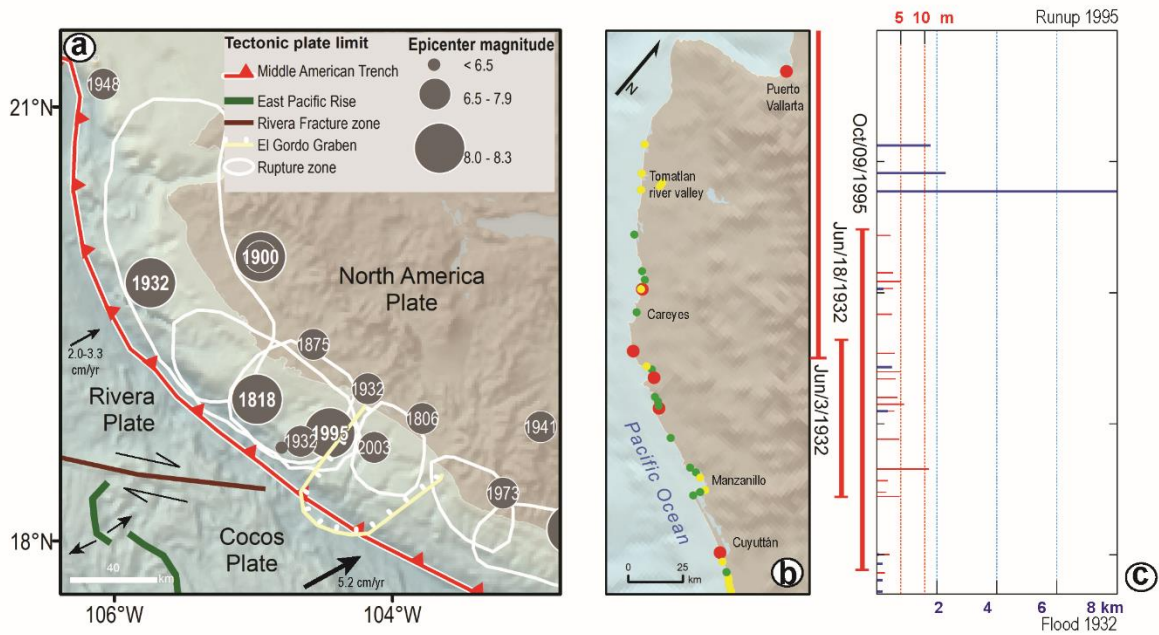 a
Tectonic plate limit
Middle American Trench
East Pacific Rise
Rivera Fracture zone
El Gordo Graben
Rupture zone
Epicenter magnitude
< 6.5
6.5 - 7.9
8.0 - 8.3
1948
21°N
1900
1932
North America
Plate
1875
2.0-3.3
cm/yr
1932
Rivera
Plate
1818
1806
1995
1941
1932
2003
1973
18°N
Cocos
Plate
40
km
5.2 cm/yr
106°W
104°W
N
Puerto
Vallarta
Tomatlan
river valley
Careyes
Pacific Ocean
Manzanillo
Cuyuttàn
0
25
km
b
Jun/3/1932
Jun/18/1932
Oct/09/1995
5 10 m
Runup 1995
2 4 6 8 km
Flood 1932
c